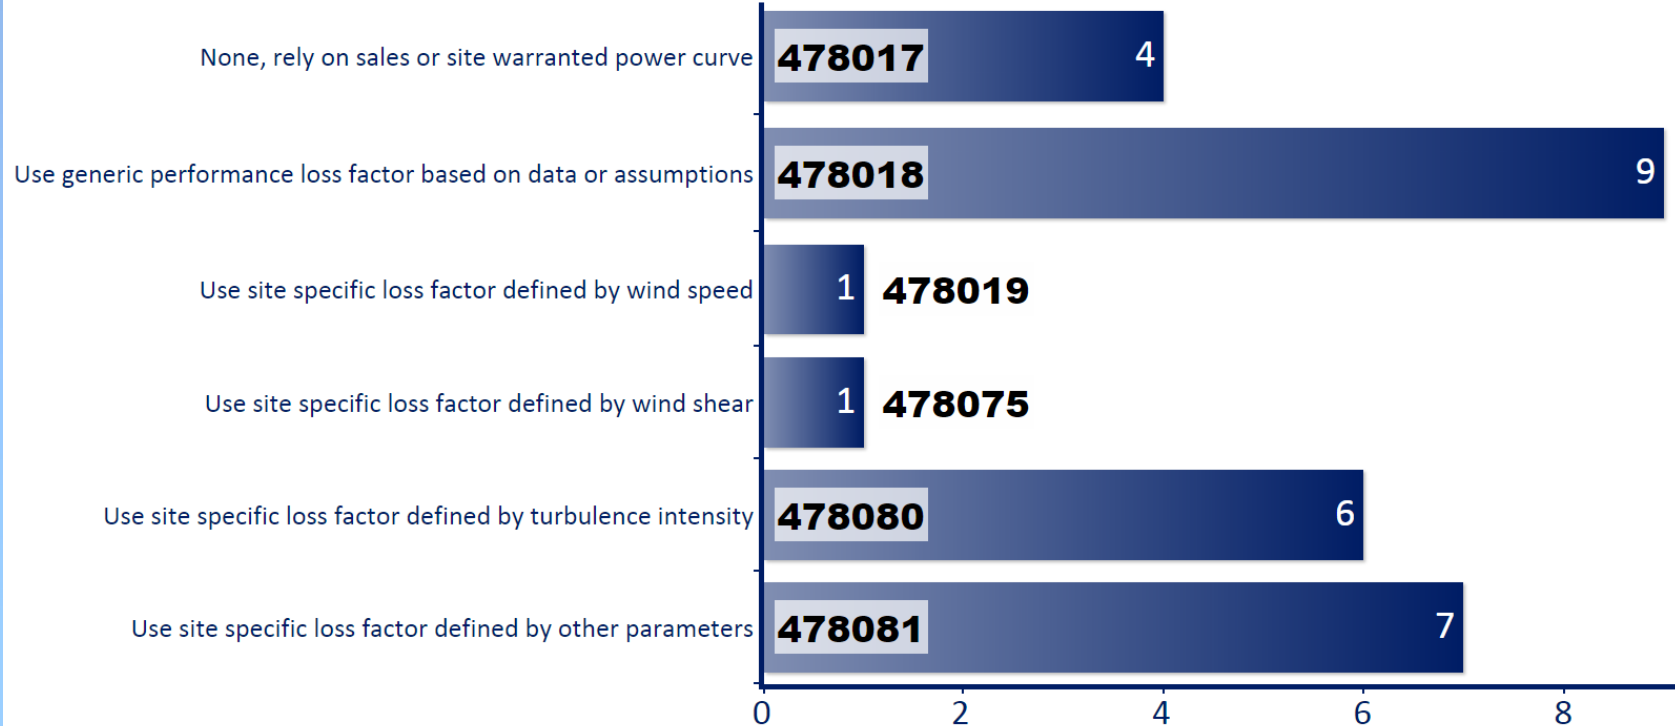 None, rely on sales or site warranted power curve 478017 4
Use generic performance loss factor based on data or assumptions 478018 9
Use site specific loss factor defined by wind speed 1 478019
Use site specific loss factor defined by wind shear 1 478075
Use site specific loss factor defined by turbulence intensity 478080 6
Use site specific loss factor defined by other parameters 478081 7
0 2 4 6 8